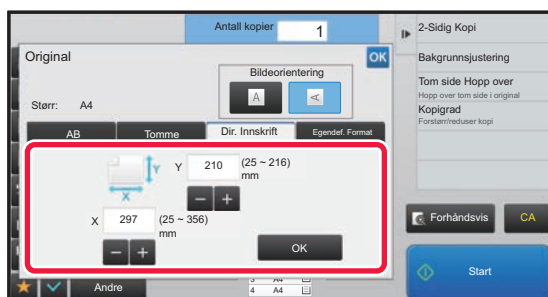 Antall kopier 1
Original
OK
Bildeorientering
A
A
Størr: A4
AB
Tomme
Dir. Innskrift
Egendef. Format
Y
X
Y 210 (25 ~ 216)
mm
X 297 (25 ~ 356)
mm
OK
Andre
4 A4
2-Sidig Kopi
Bakgrunnsjustering
Tom side Hopp over
Hopp over tom side i original
Kopigrad
Forstørr/reduser kopi
Forhåndsvis
CA
Start